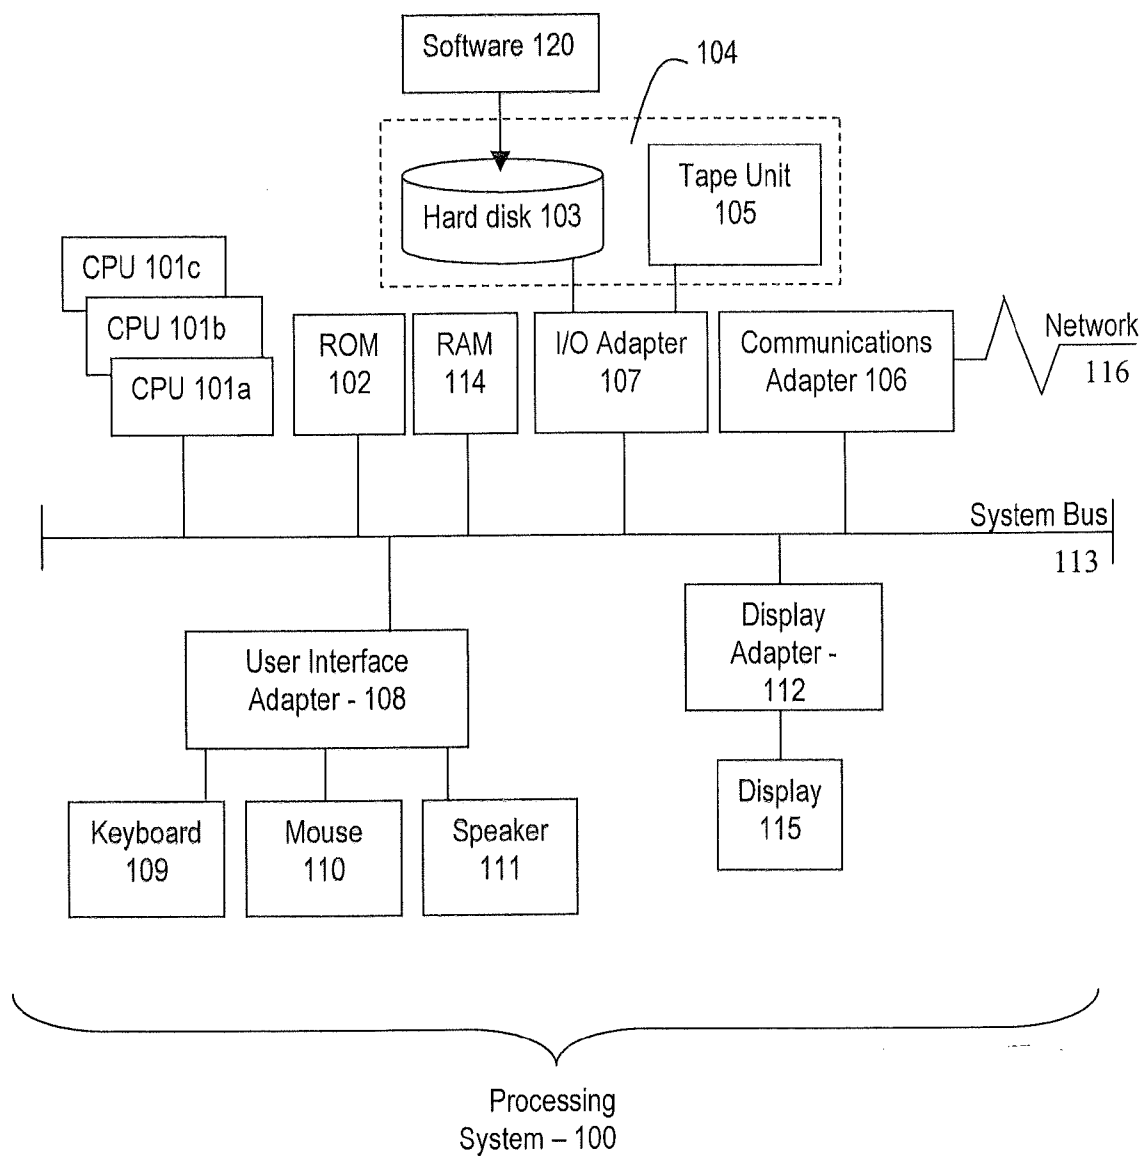 Software 120
104
Hard disk 103
Tape Unit
105
CPU 101c
CPU 101b
CPU 101a
ROM
102
RAM
114
I/O Adapter
107
Communications
Adapter 106
Network
116
System Bus
113
User Interface
Adapter - 108
Display
Adapter -
112
Keyboard
109
Mouse
110
Speaker
111
Display
115
Processing
System – 100